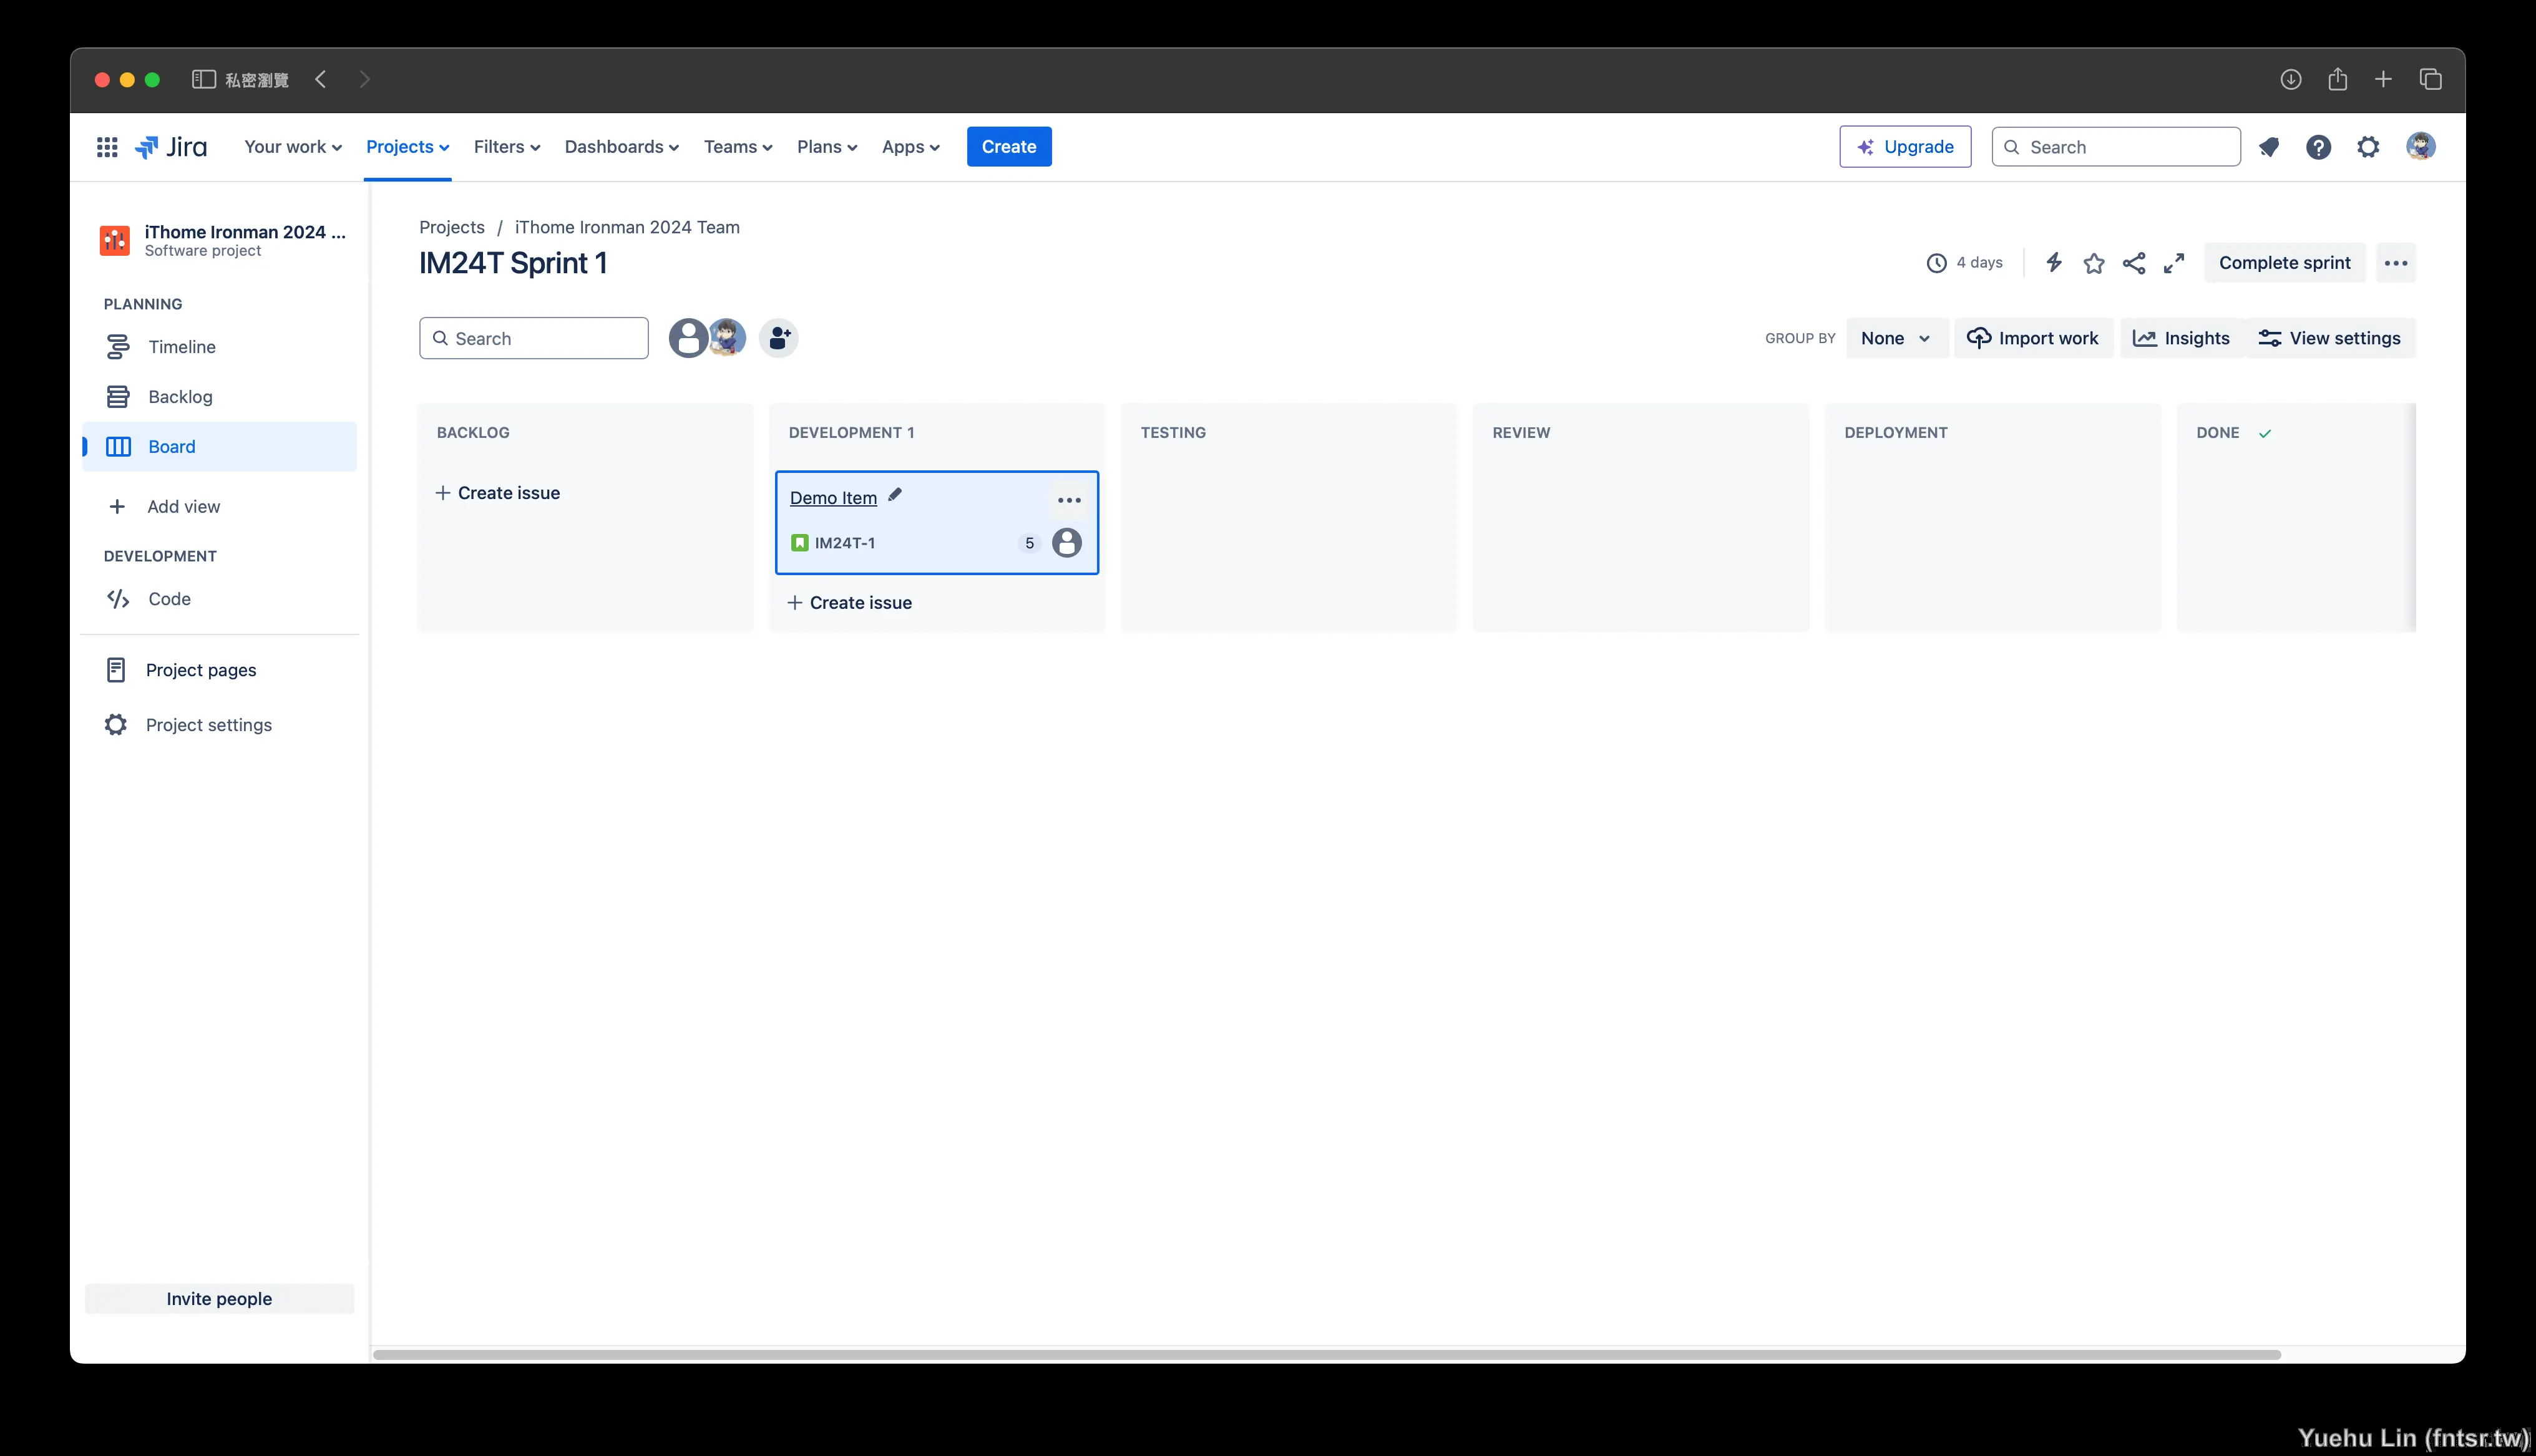 私密瀏覽
Jira
Your work
Projects
Filters
Dashboards
Teams
Plans
Apps
Create
Upgrade
Search
iThome Ironman 2024 ...
Software project
PLANNING
Timeline
Backlog
Board
Add view
DEVELOPMENT
Code
Project pages
Project settings
Invite people
Projects / iThome Ironman 2024 Team
IM24T Sprint 1
4 days
Complete sprint
Search
GROUP BY
None
Import work
Insights
View settings
BACKLOG
Create issue
DEVELOPMENT 1
Demo Item
IM24T-1
5
Create issue
TESTING
REVIEW
DEPLOYMENT
DONE
Yuehu Lin (fntsr.tw)